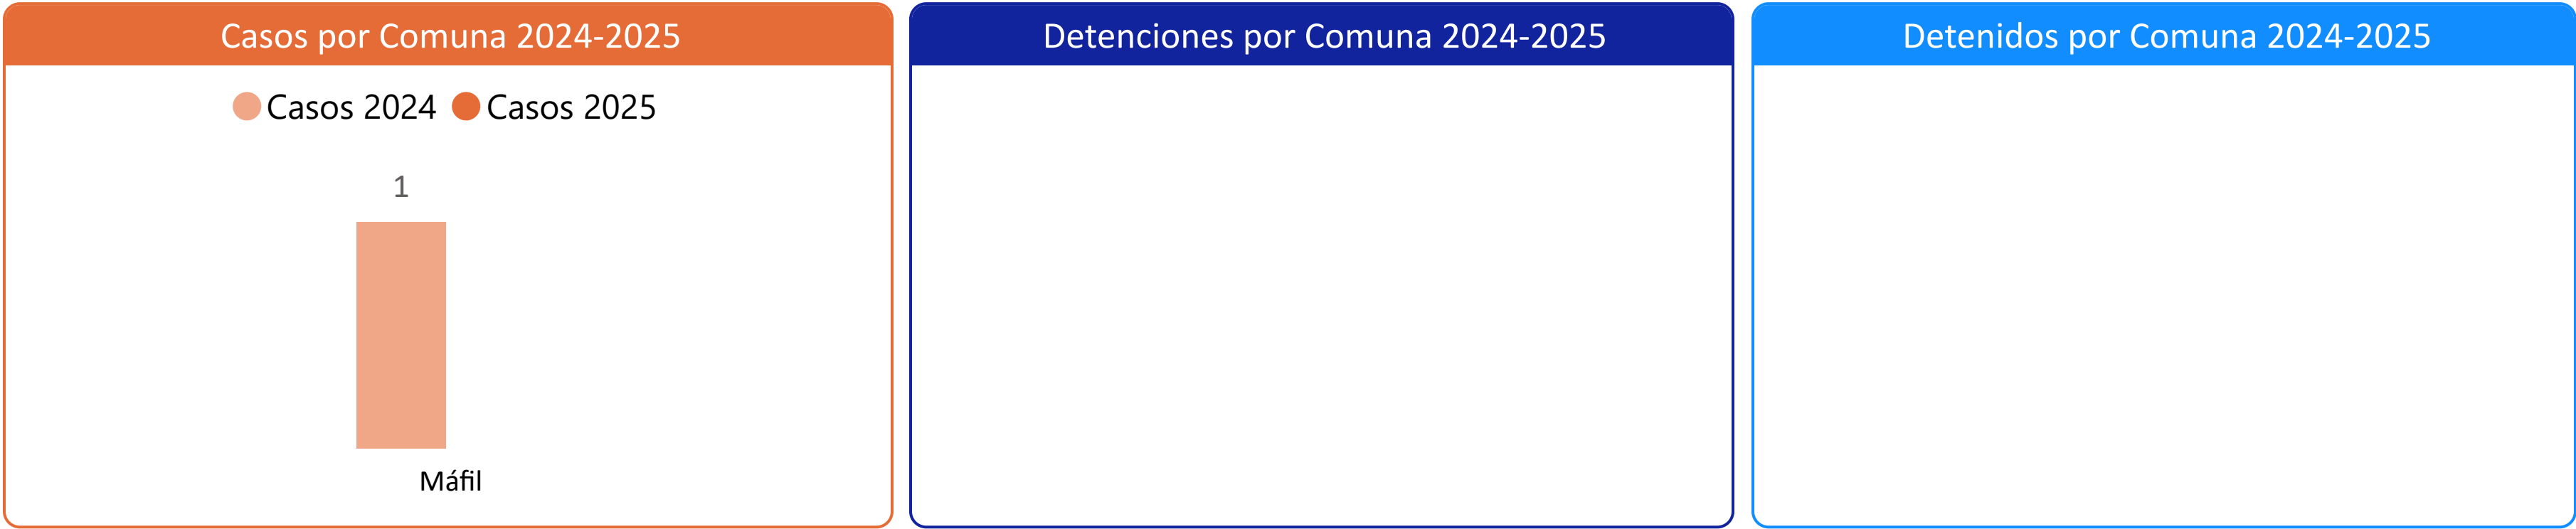 Casos por Comuna 2024-2025
Casos 2024 Casos 2025
1
Máfil
Detenciones por Comuna 2024-2025
Detenidos por Comuna 2024-2025